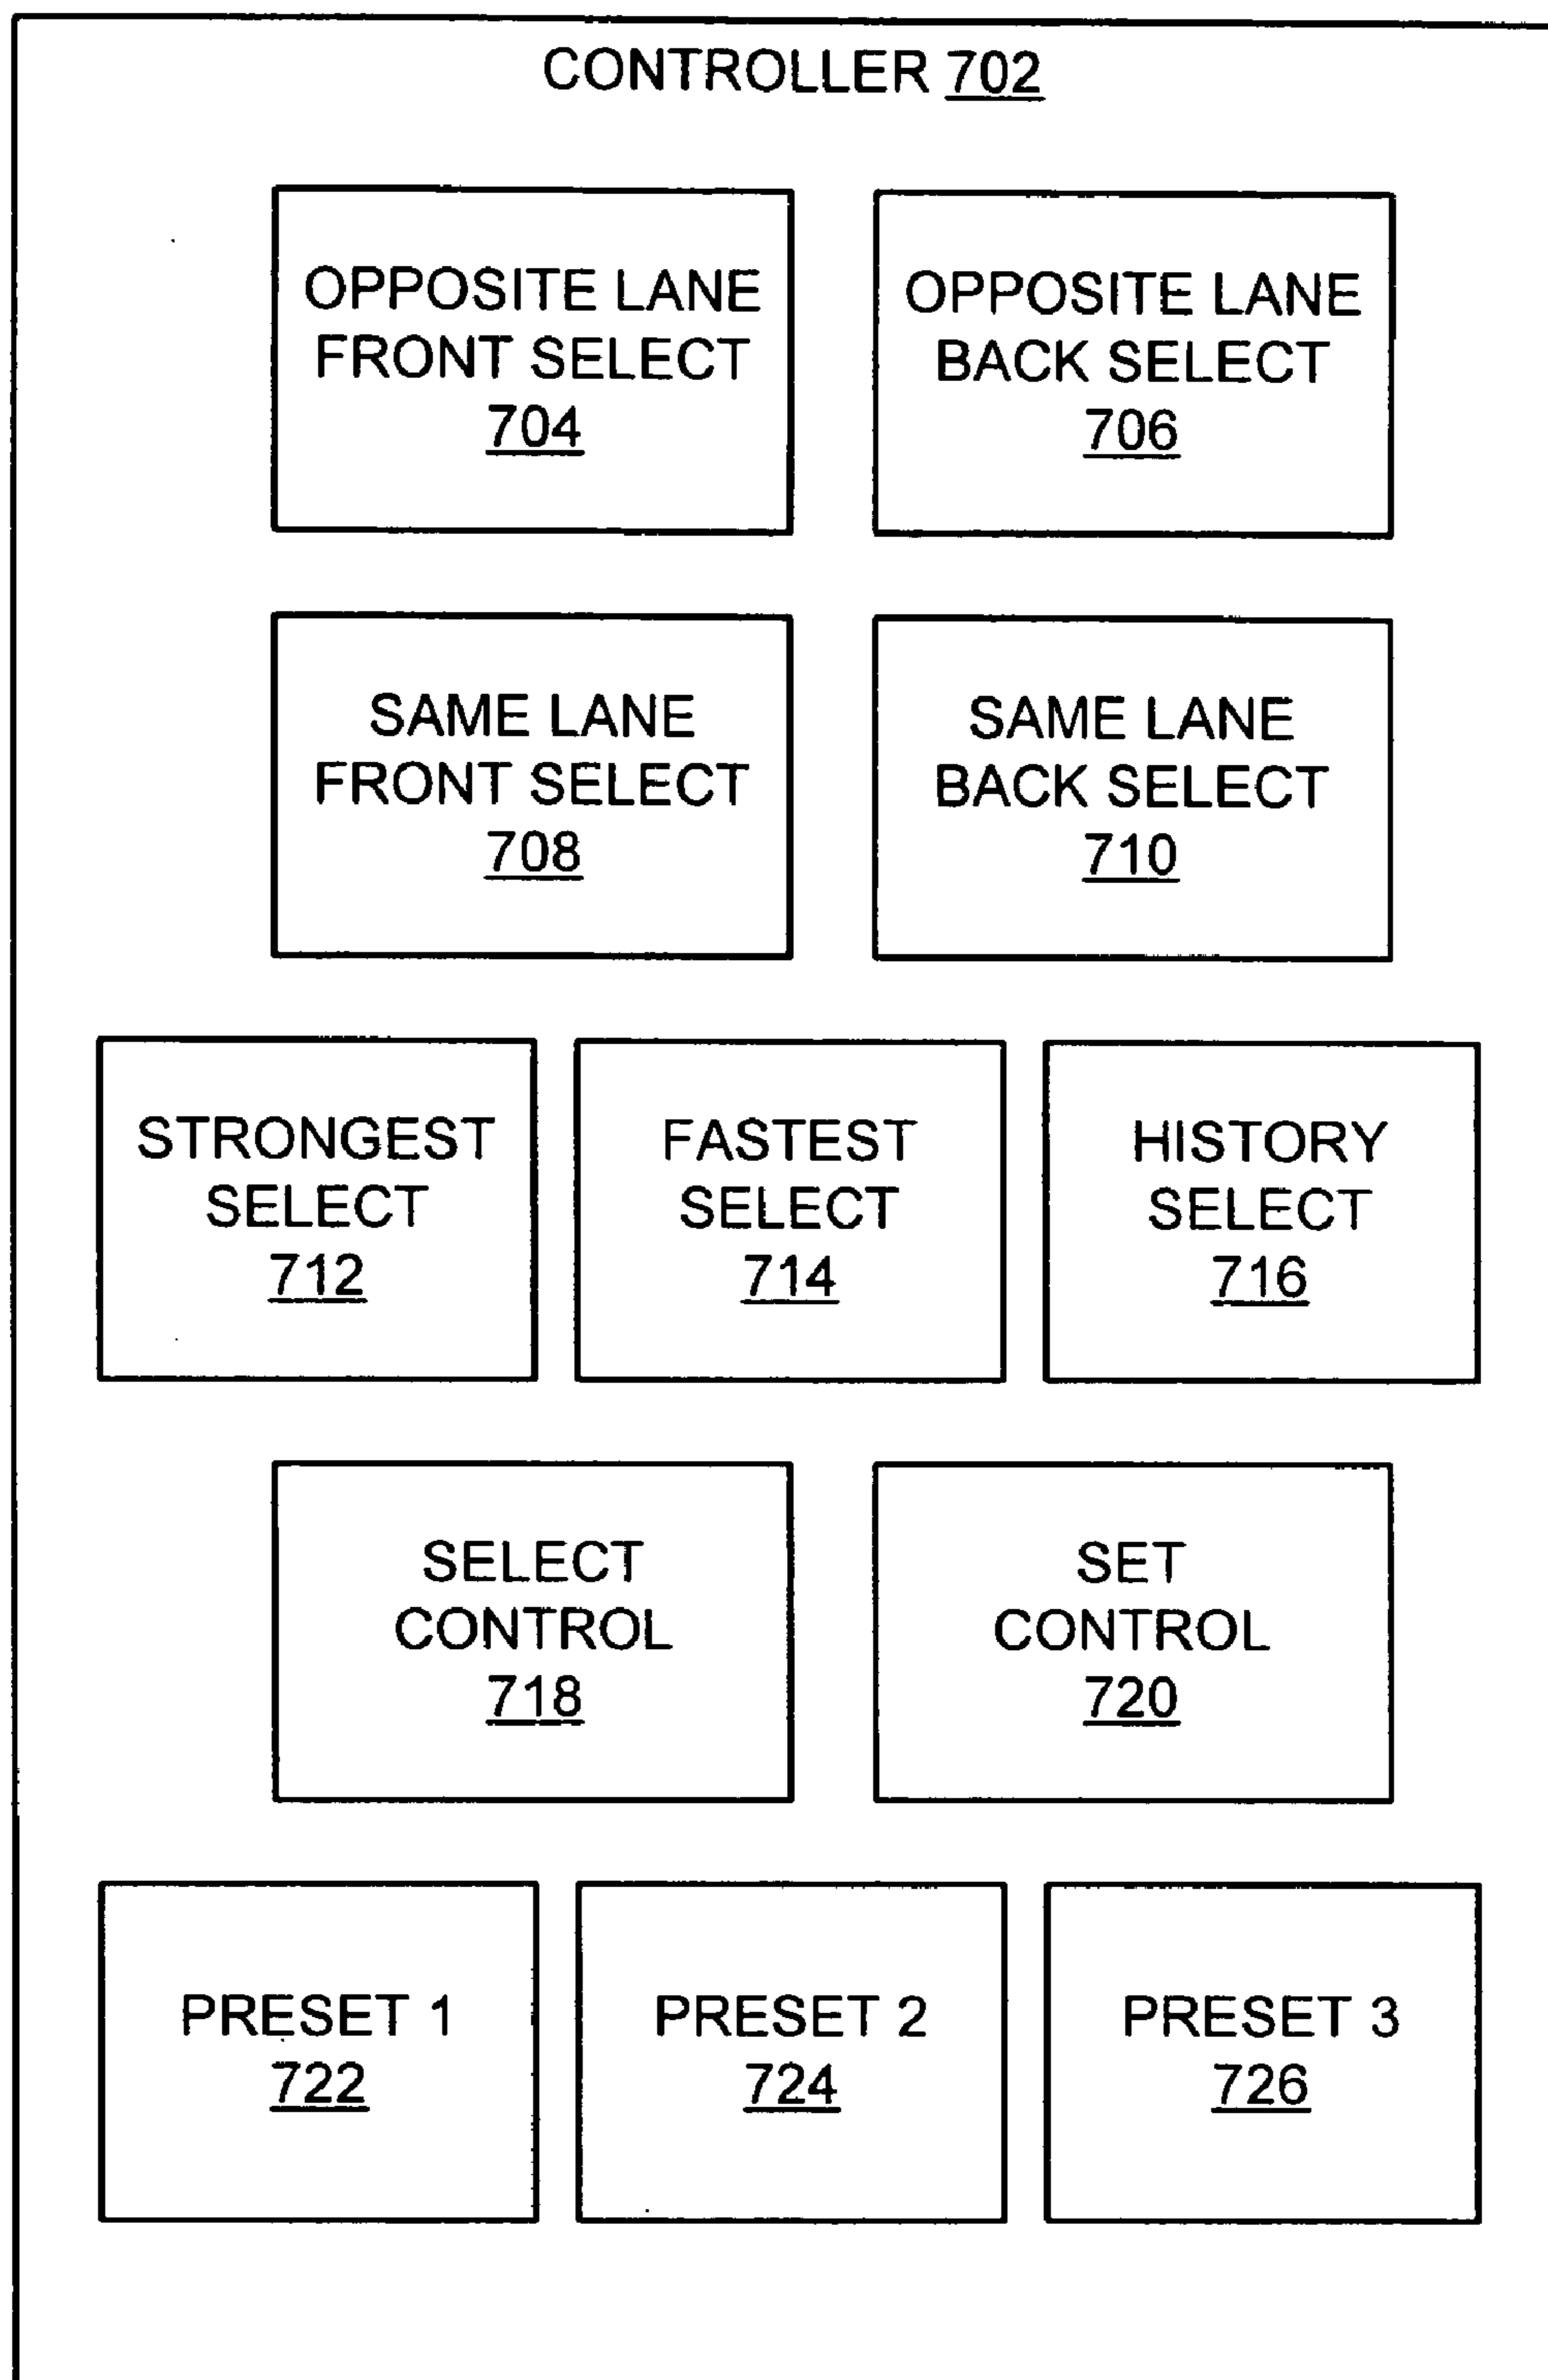 CONTROLLER 702
OPPOSITE LANE
FRONT SELECT
704
OPPOSITE LANE
BACK SELECT
706
SAME LANE
FRONT SELECT
708
SAME LANE
BACK SELECT
710
STRONGEST
SELECT
712
FASTEST
SELECT
714
HISTORY
SELECT
716
SELECT
CONTROL
718
SET
CONTROL
720
PRESET 1
722
PRESET 2
724
PRESET 3
726